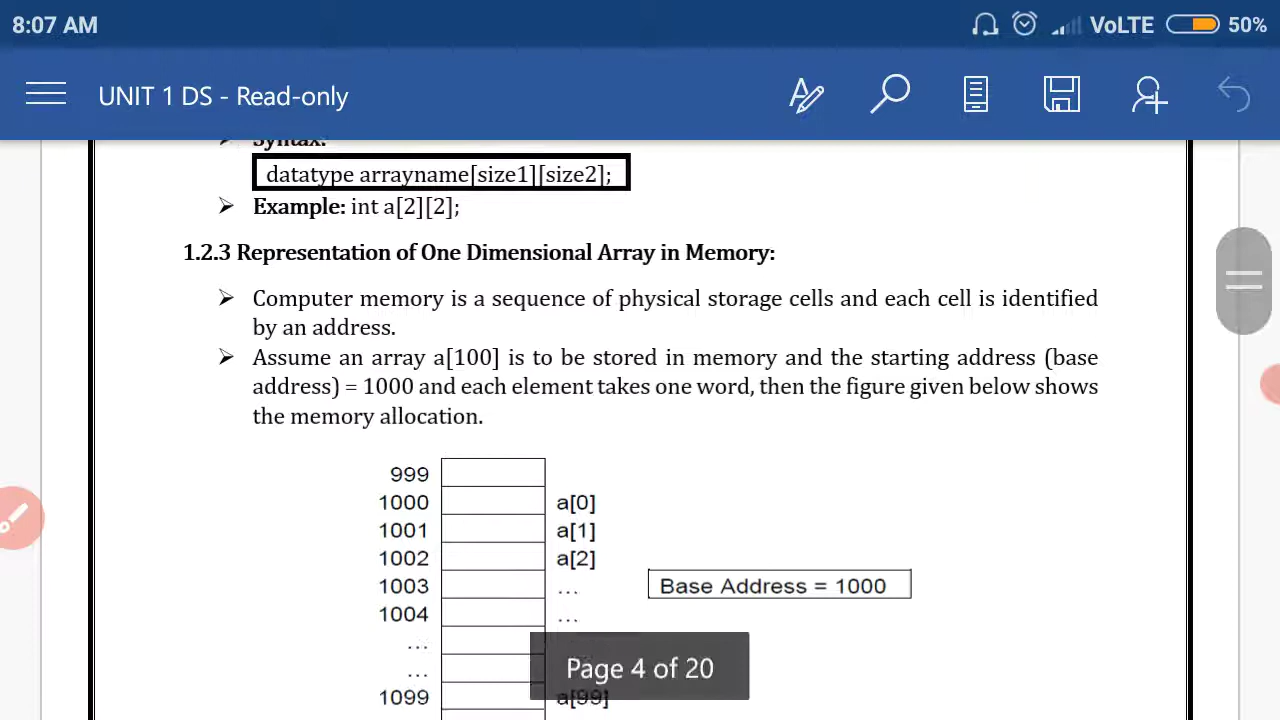 8:07 AM
VoLTE
50%
UNIT 1 DS - Read-only
Syntax:
datatype arrayname[size1][size2];
➢ Example: int a[2][2];
1.2.3 Representation of One Dimensional Array in Memory:
➢ Computer memory is a sequence of physical storage cells and each cell is identified
by an address.
➢ Assume an array a[100] is to be stored in memory and the starting address (base
address) = 1000 and each element takes one word, then the figure given below shows
the memory allocation.
999
1000 a[0]
1001 a[1]
1002 a[2]
1003 ... Base Address = 1000
1004 ...
...
...
Page 4 of 20
1099 a[99]